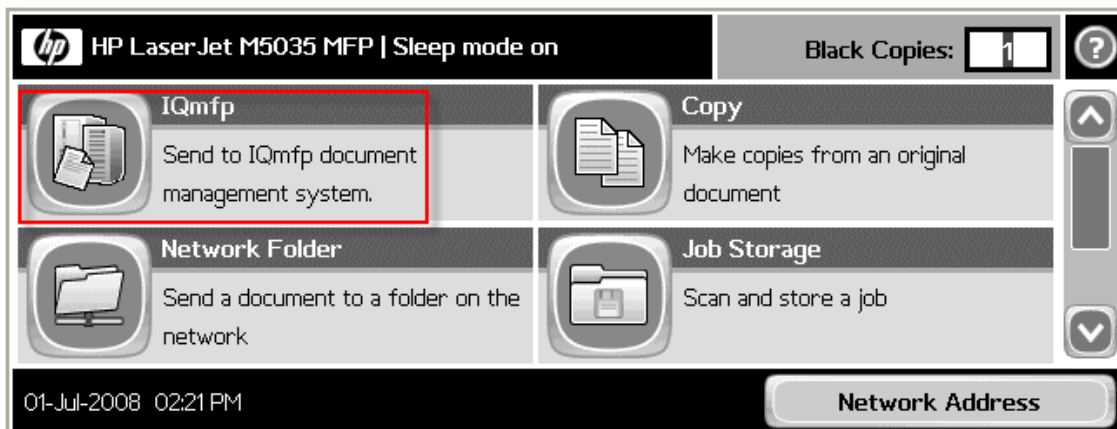 hp HP LaserJet M5035 MFP | Sleep mode on
Black Copies: 1
?
IQmfp
Send to IQmfp document
management system.
Copy
Make copies from an original
document
Network Folder
Send a document to a folder on the
network
Job Storage
Scan and store a job
01-Jul-2008 02:21 PM
Network Address